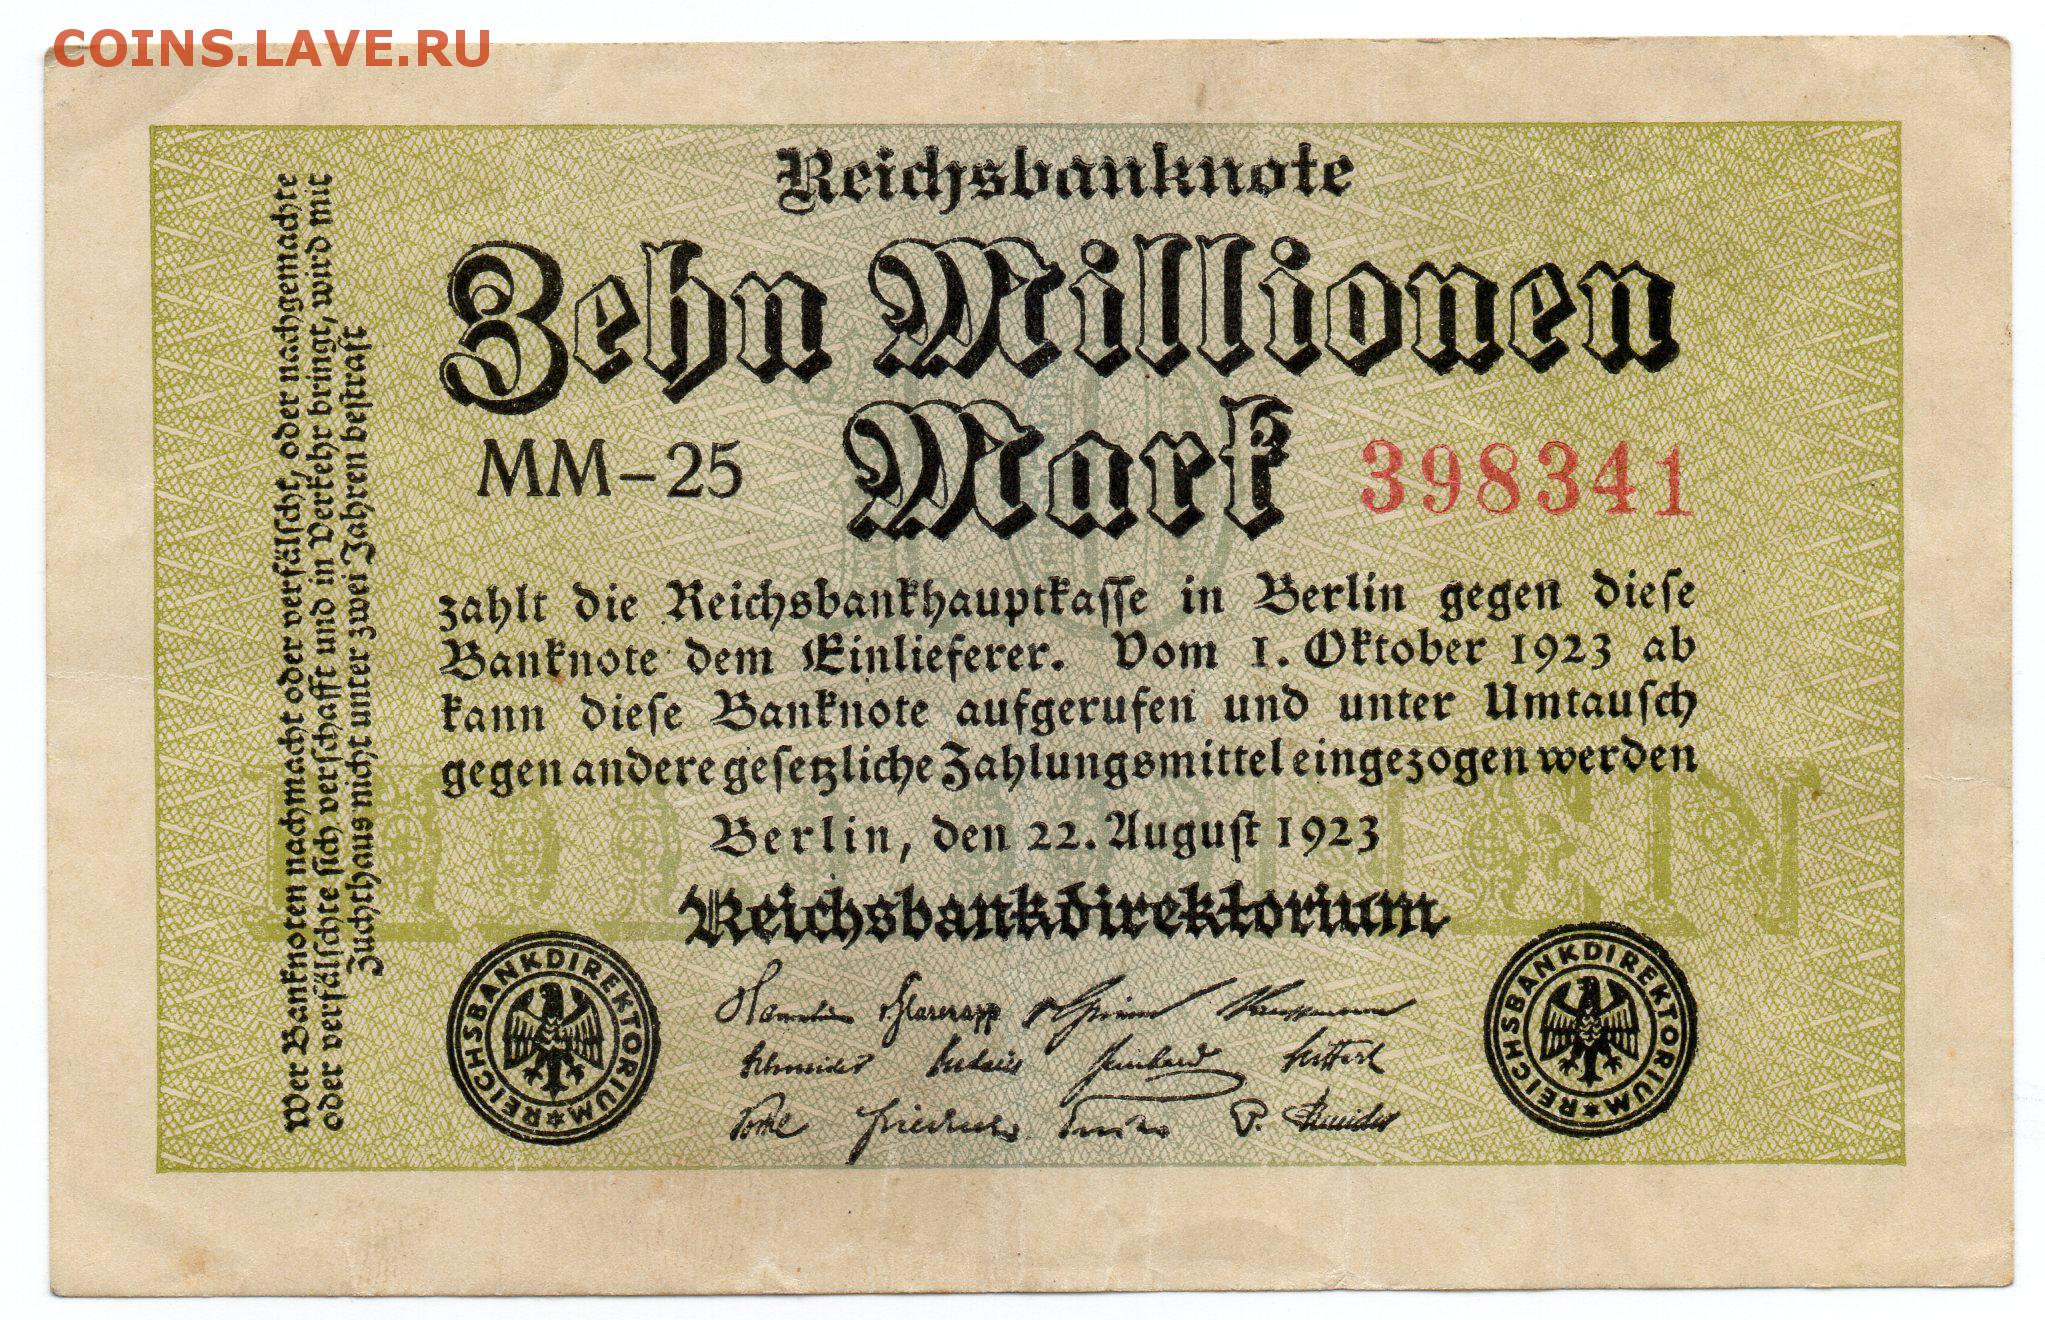 COINS.LAVE.RU
Reichsbanknote
Zehn Millionen
Mark
MM-25
398341
zahlt die Reichsbankhauptkasse in Berlin gegen diese
Banknote dem Einlieferer. Vom 1. Oktober 1923 ab
kann diese Banknote aufgerufen und unter Umtausch
gegen andere gesetzliche Zahlungsmittel eingezogen werden
Berlin, den 22. August 1923
Reichsbankdirektorium
REICHSBANKDIREKTORIUM
REICHSBANKDIREKTORIUM
Schneider
P. Schneider
Wer Banknoten nachmacht oder verfälscht, oder nachgemachte
oder verfälschte sich verschafft und in Verkehr bringt, wird mit
Zuchthaus nicht unter zwei Jahren bestraft